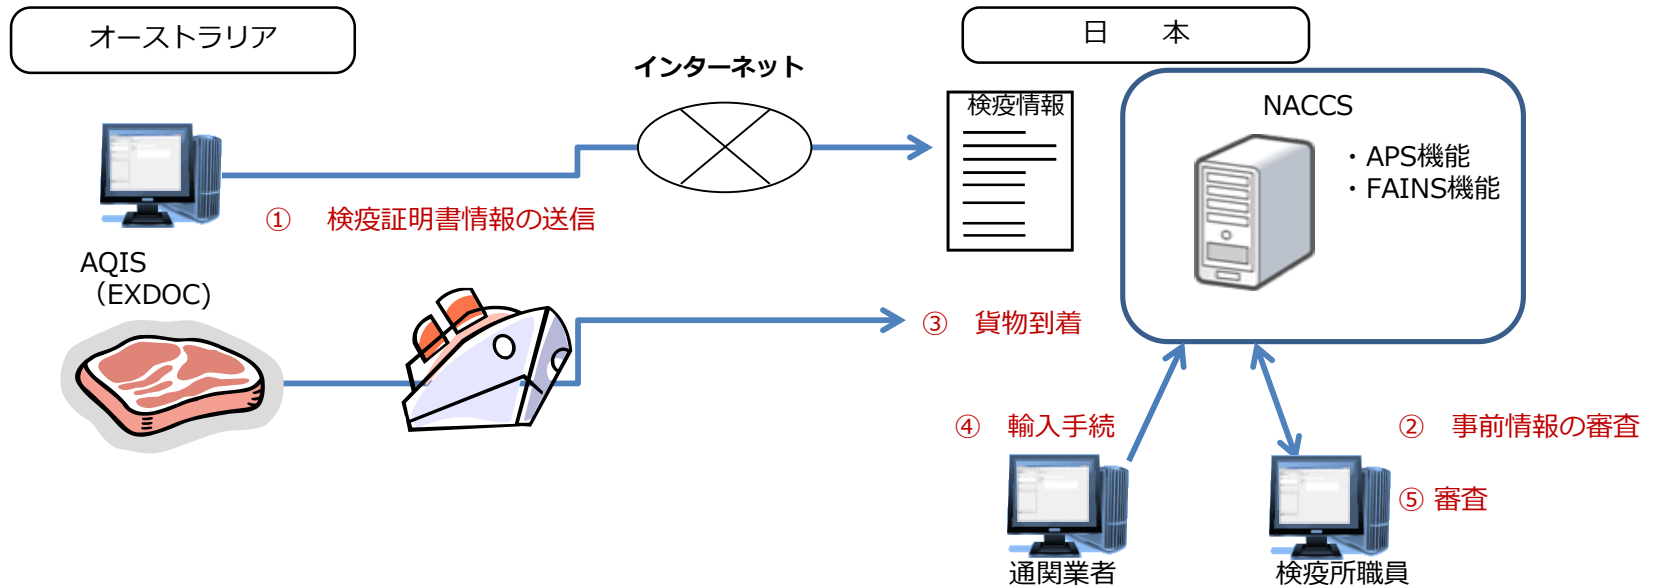 オーストラリア
日　本
インターネット
検疫情報
NACCS
・APS機能
・FAINS機能
①　検疫証明書情報の送信
AQIS
（EXDOC)
③　貨物到着
④　輸入手続
②　事前情報の審査
⑤ 審査
通関業者
検疫所職員